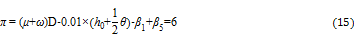 π = (μ+ω)D-0.01×(h₀+½θ)-β₁+β₅=6 (15)